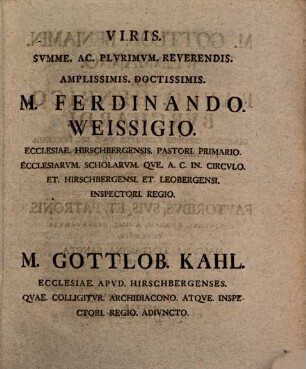 VIRIS.
SVMME. AC. PLVRIMVM. REVERENDIS.
AMPLISSIMIS. DOCTISSIMIS.
M. FERDINANDO.
WEISSIGIO.
ECCLESIAE. HIRSCHBERGENSIS. PASTORI. PRIMARIO.
ECCLESIARVM. SCHOLARVM. QVE. A. C. IN. CIRCVLO.
ET. HIRSCHBERGENSI. ET. LEOBERGENSI.
INSPECTORI. REGIO.
M. GOTTLOB. KAHL.
ECCLESIAE. APVD. HIRSCHBERGENSES.
QVAE. COLLIGITVR. ARCHIDIACONO. ATQVE. INSPE-
CTORI. REGIO. ADIVNCTO.